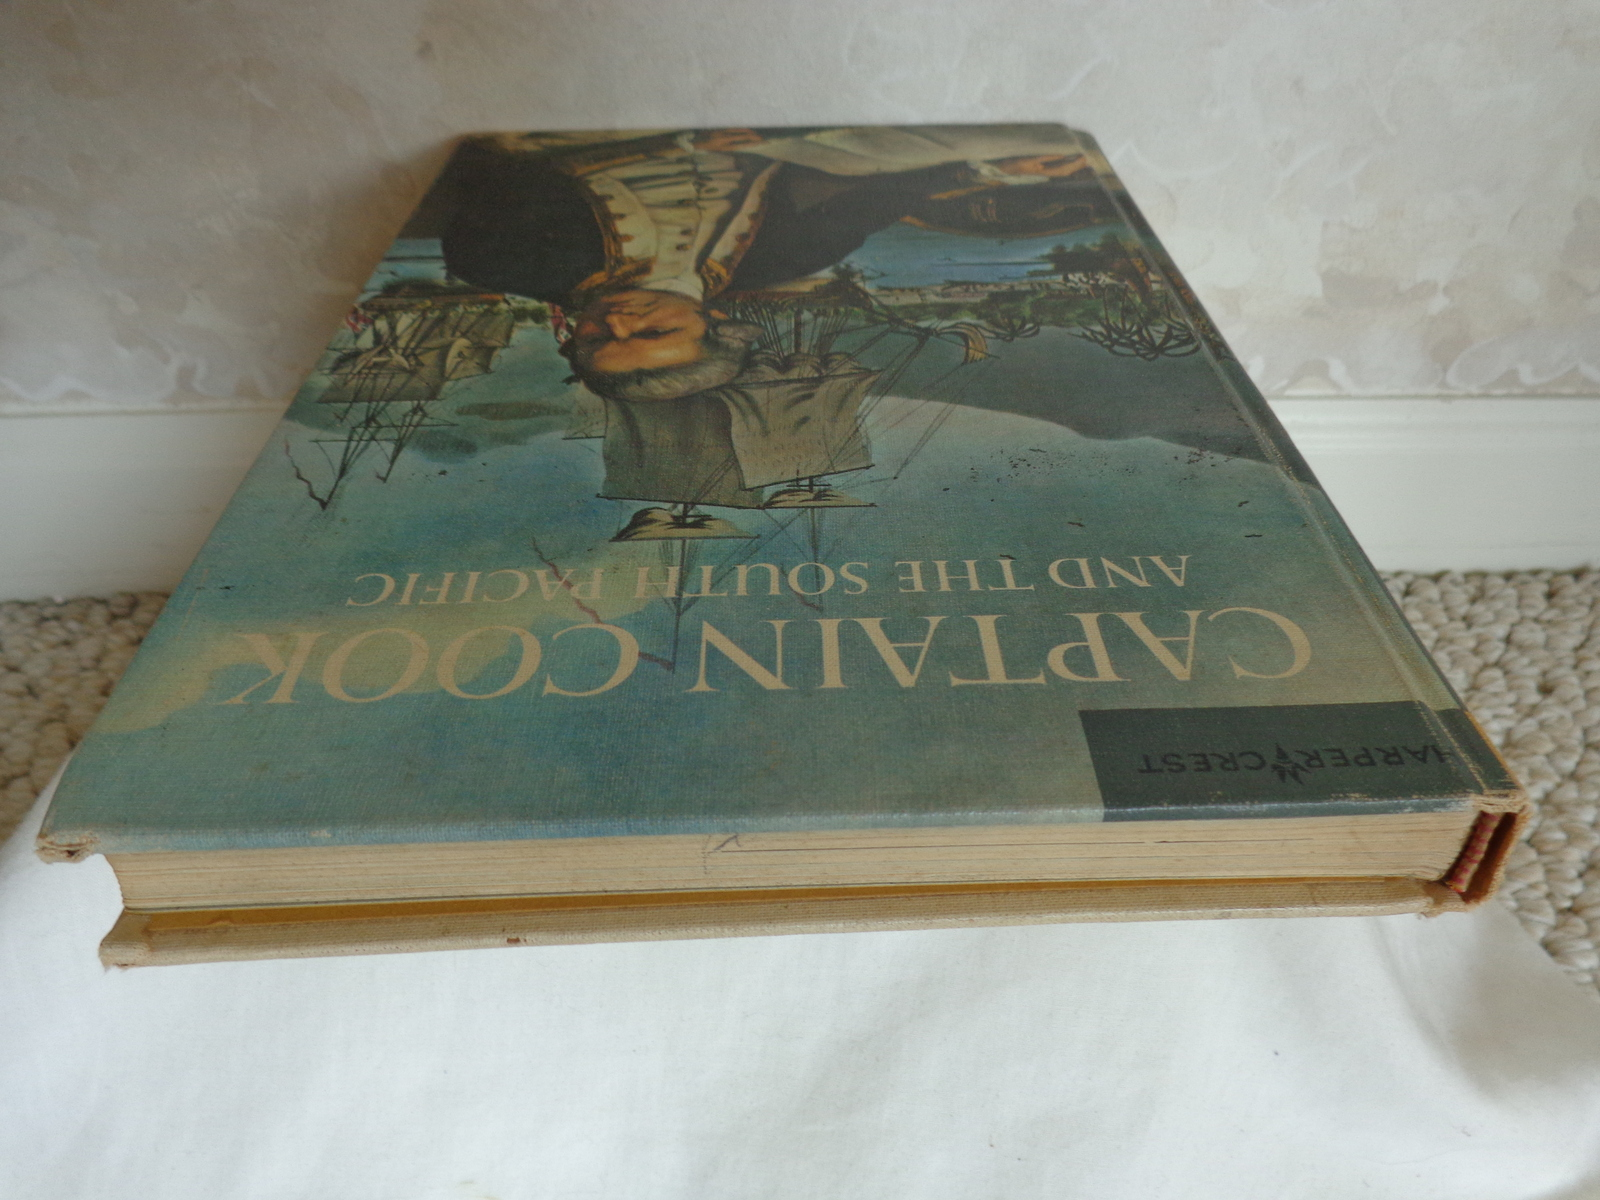 HARPER CREST
CAPTAIN COOK
AND THE SOUTH PACIFIC